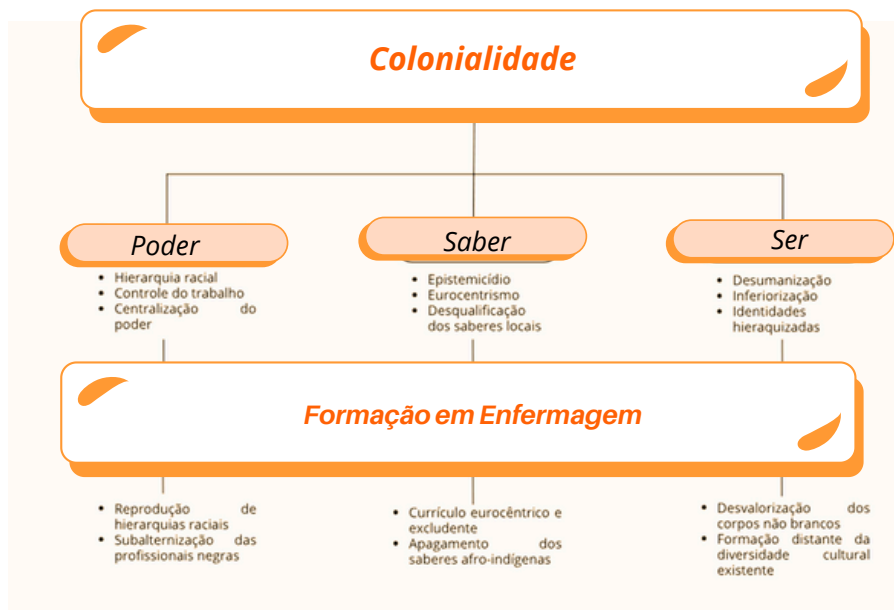 Colonialidade
Poder
• Hierarquia racial
• Controle do trabalho
• Centralização do
poder
Saber
• Epistemicídio
• Eurocentrismo
• Desqualificação
dos saberes locais
Ser
• Desumanização
• Inferiorização
• Identidades
hieraquizadas
Formação em Enfermagem
• Reprodução de
hierarquias raciais
• Subalternização das
profissionais negras
• Currículo eurocêntrico e
excludente
• Apagamento dos
saberes afro-indígenas
• Desvalorização dos
corpos não brancos
• Formação distante da
diversidade cultural
existente